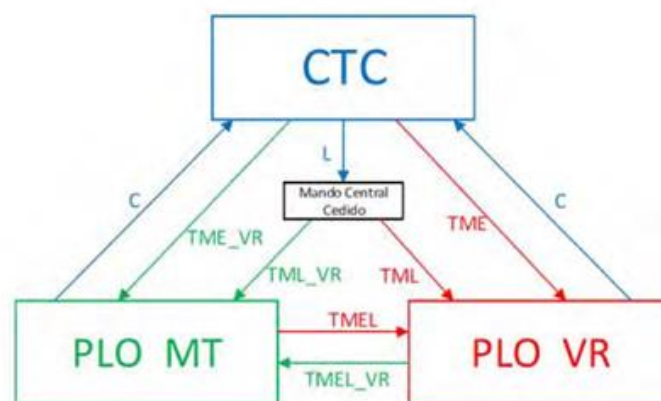 CTC
L
Mando Central
Cedido
C
TME_VR
TML_VR
TML
TME
C
PLO MT
TMEL
TMEL_VR
PLO VR